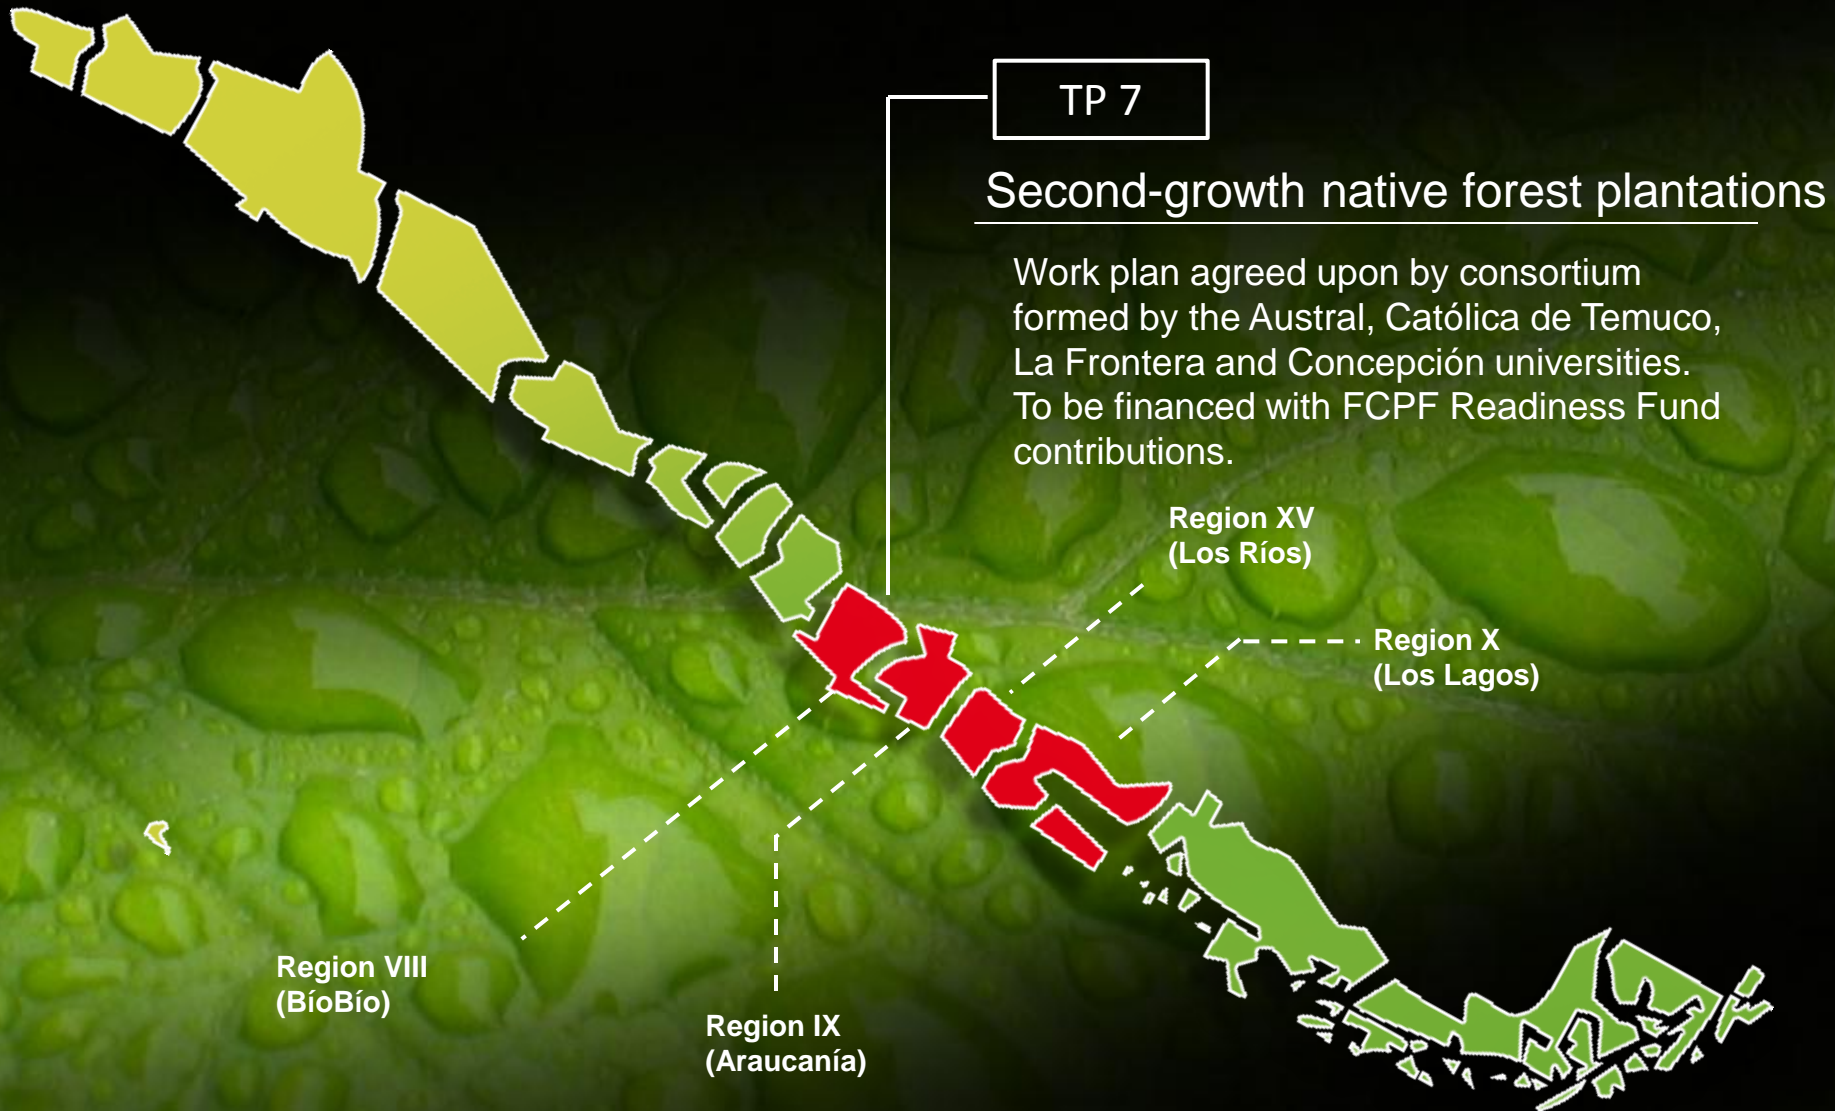 TP 7
Second-growth native forest plantations
Work plan agreed upon by consortium
formed by the Austral, Católica de Temuco,
La Frontera and Concepción universities.
To be financed with FCPF Readiness Fund
contributions.
Region XV
(Los Ríos)
Region X
(Los Lagos)
Region VIII
(BíoBío)
Region IX
(Araucanía)